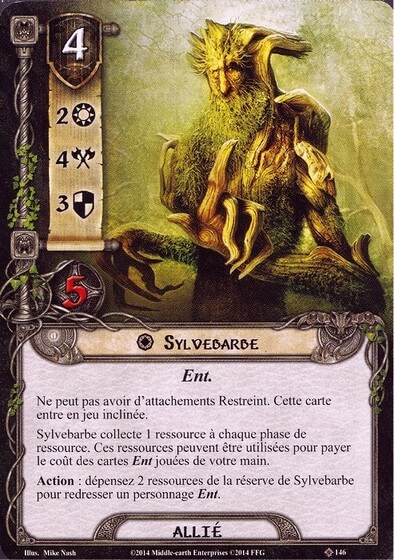 4
2
4
3
5
Sylvebarbe
Ent.
Ne peut pas avoir d'attachements Restreint. Cette carte
entre en jeu inclinée.
Sylvebarbe collecte 1 ressource à chaque phase de
ressource. Ces ressources peuvent être utilisées pour payer
le coût des cartes Ent jouées de votre main.
Action : dépensez 2 ressources de la réserve de Sylvebarbe
pour redresser un personnage Ent.
ALLIÉ
Illus. Mike Nash ©2014 Middle-earth Enterprises ©2014 FFG 146